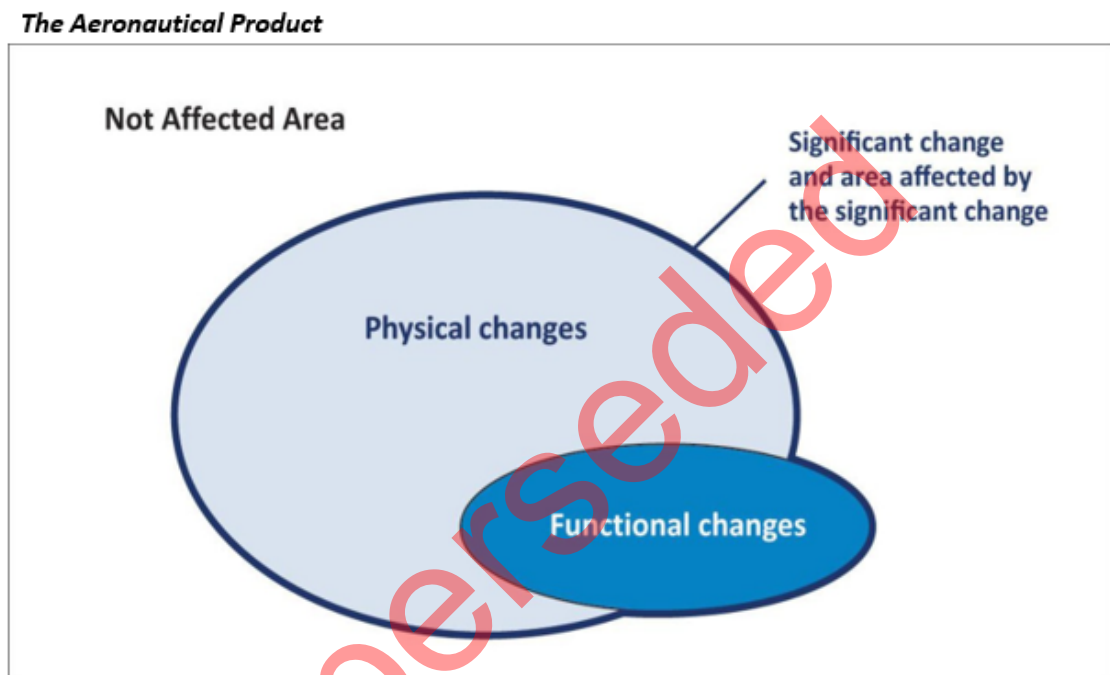 The Aeronautical Product
Not Affected Area
Significant change
and area affected by
the significant change
Physical changes
Functional changes
perseded